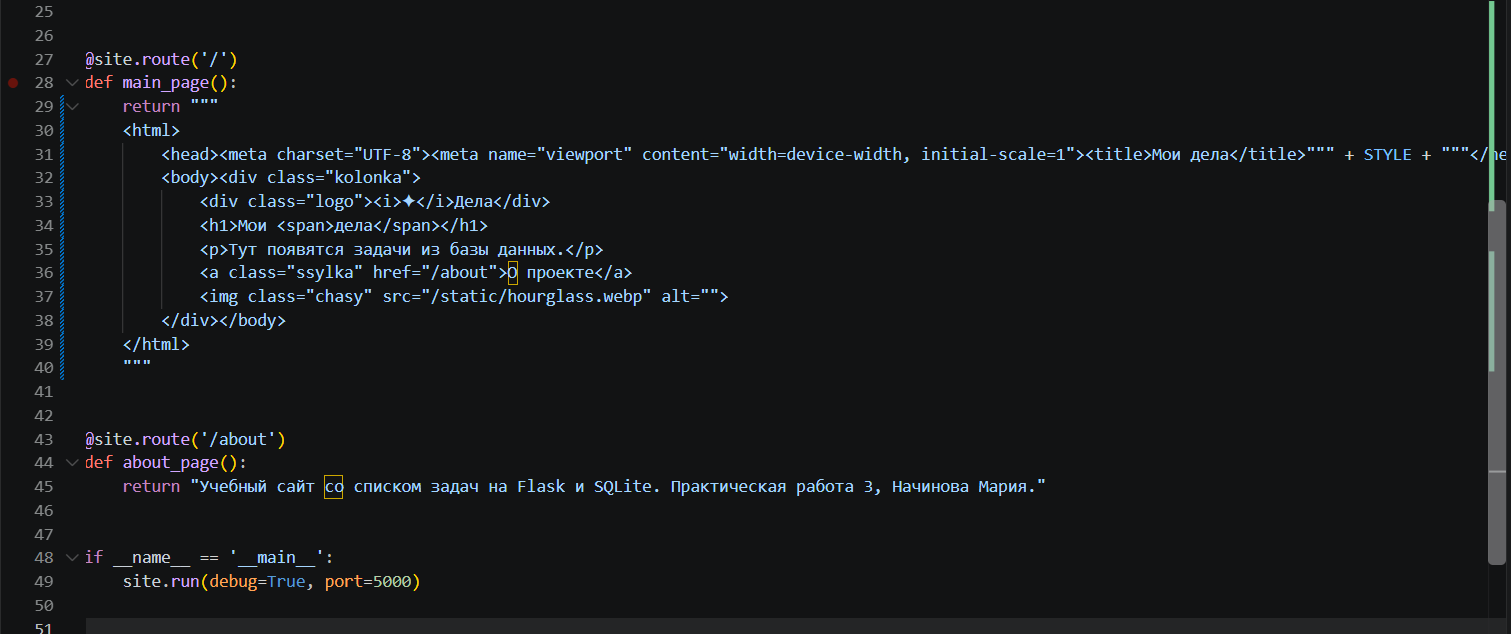 25
26
27 @site.route('/')
28 def main_page():
29 return """
30 <html>
31 <head><meta charset="UTF-8"><meta name="viewport" content="width=device-width, initial-scale=1"><title>Мои дела</title>""" + STYLE + """</he
32 <body><div class="kolonka">
33 <div class="logo"><i>✦</i>Дела</div>
34 <h1>Мои <span>дела</span></h1>
35 <p>Тут появятся задачи из базы данных.</p>
36 <a class="ssylka" href="/about">О проекте</a>
37 <img class="chasy" src="/static/hourglass.webp" alt="">
38 </div></body>
39 </html>
40 """
41
42
43 @site.route('/about')
44 def about_page():
45 return "Учебный сайт со списком задач на Flask и SQLite. Практическая работа 3, Начинова Мария."
46
47
48 if __name__ == '__main__':
49 site.run(debug=True, port=5000)
50
51